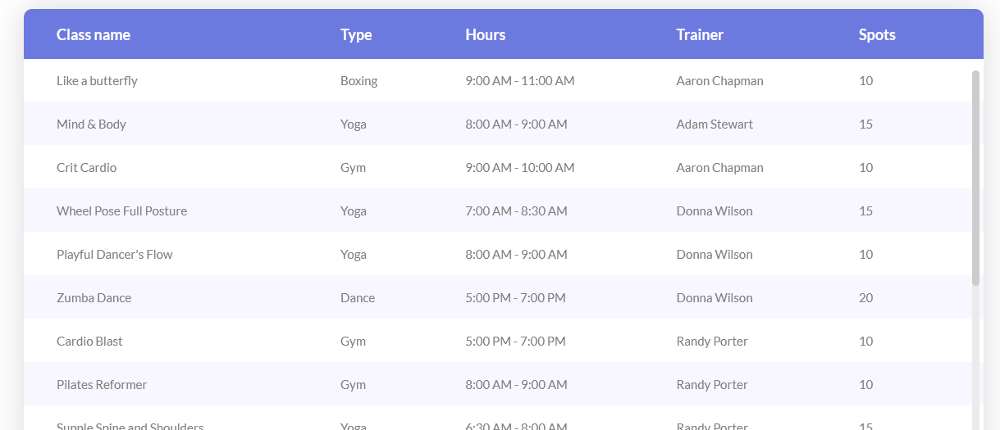 Class name Type Hours Trainer Spots
Like a butterfly Boxing 9:00 AM - 11:00 AM Aaron Chapman 10
Mind & Body Yoga 8:00 AM - 9:00 AM Adam Stewart 15
Crit Cardio Gym 9:00 AM - 10:00 AM Aaron Chapman 10
Wheel Pose Full Posture Yoga 7:00 AM - 8:30 AM Donna Wilson 15
Playful Dancer's Flow Yoga 8:00 AM - 9:00 AM Donna Wilson 10
Zumba Dance Dance 5:00 PM - 7:00 PM Donna Wilson 20
Cardio Blast Gym 5:00 PM - 7:00 PM Randy Porter 10
Pilates Reformer Gym 8:00 AM - 9:00 AM Randy Porter 10
Supple Spine and Shoulders Yoga 6:30 AM - 8:00 AM Randy Porter 15